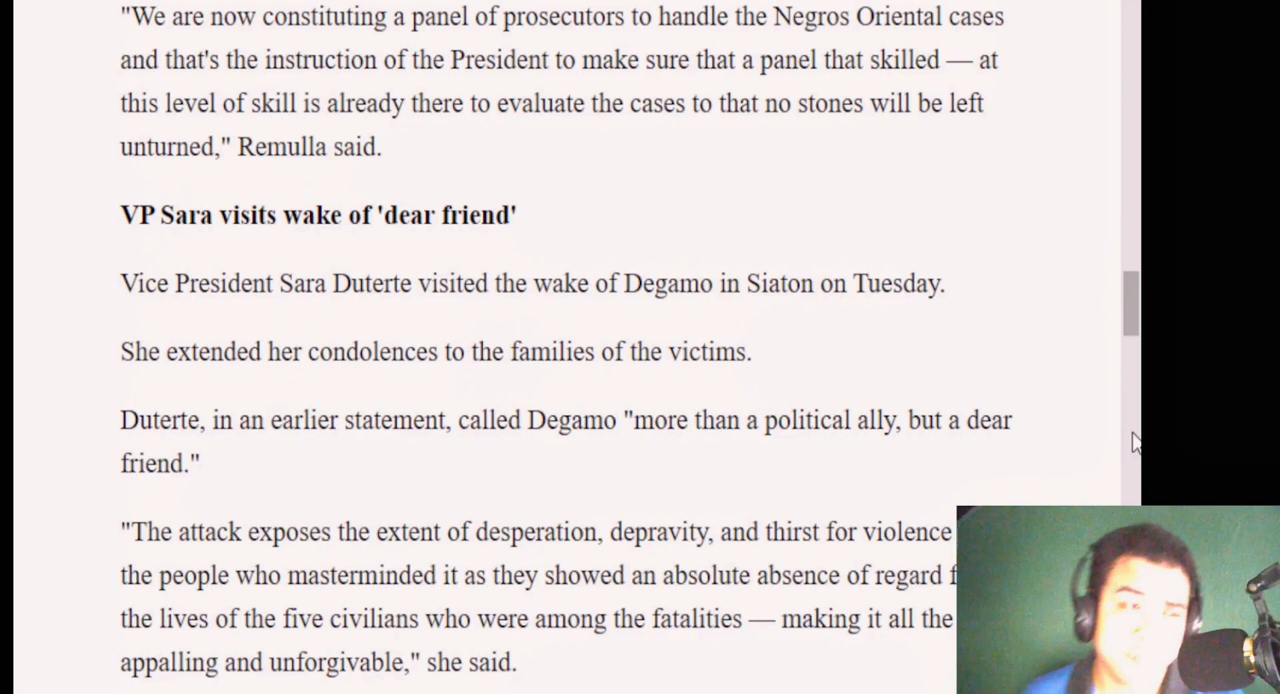 "We are now constituting a panel of prosecutors to handle the Negros Oriental cases
and that's the instruction of the President to make sure that a panel that skilled — at
this level of skill is already there to evaluate the cases to that no stones will be left
unturned," Remulla said.
VP Sara visits wake of 'dear friend'
Vice President Sara Duterte visited the wake of Degamo in Siaton on Tuesday.
She extended her condolences to the families of the victims.
Duterte, in an earlier statement, called Degamo "more than a political ally, but a dear
friend."
"The attack exposes the extent of desperation, depravity, and thirst for violence
the people who masterminded it as they showed an absolute absence of regard
the lives of the five civilians who were among the fatalities — making it all the
appalling and unforgivable," she said.